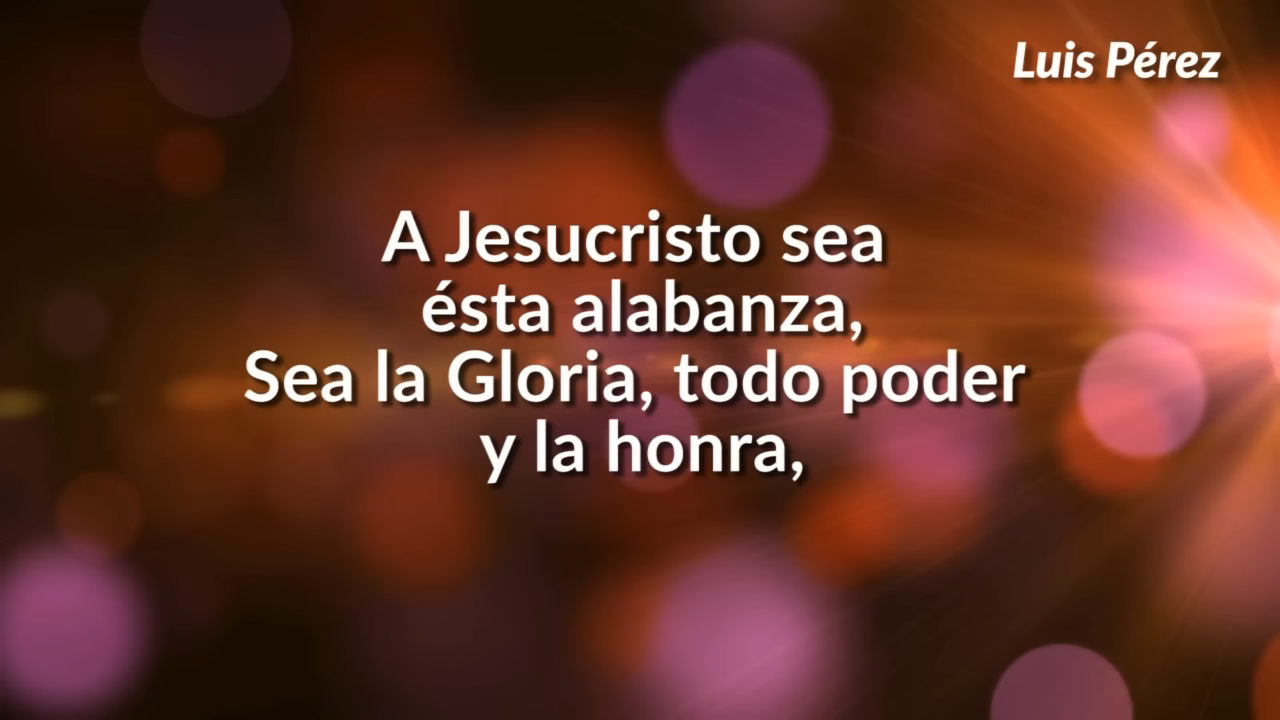 Luis Pérez
A Jesucristo sea
ésta alabanza,
Sea la Gloria, todo poder
y la honra,